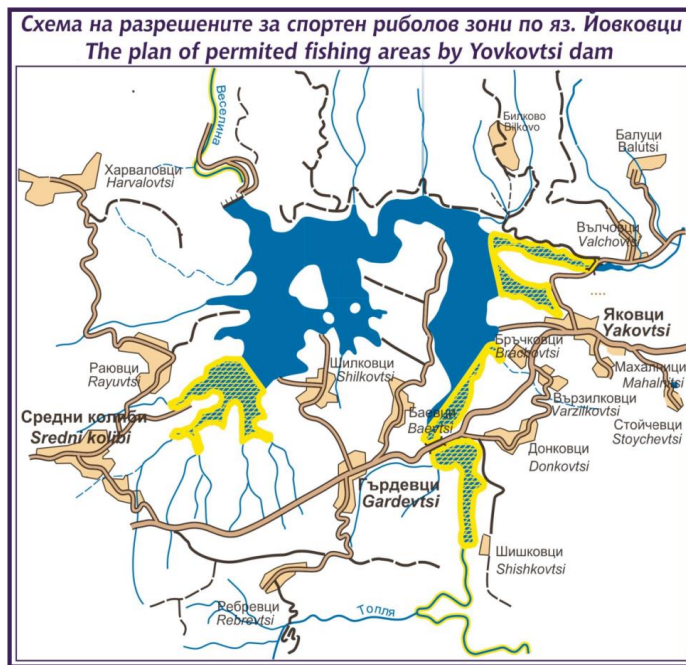 Схема на разрешените за спортен риболов зони по яз. Йовковци
The plan of permited fishing areas by Yovkovtsi dam
Веселина
Билково
Bilkovo
Балуци
Balutsi
Харваловци
Harvalovtsi
Вълчовци
Valchovtsi
Яковци
Yakovtsi
Бръчковци
Brachovtsi
Махалници
Mahalnitsi
Раювци
Rayuvtsi
Шилковци
Shilkovtsi
Вързилковци
Varzilkovtsi
Средни колиби
Sredni kolibi
Баевци
Baevtsi
Стойчевци
Stoychevtsi
Донковци
Donkovtsi
Гърдевци
Gardevtsi
Шишковци
Shishkovtsi
Ребревци
Rebrevtsi
Топля